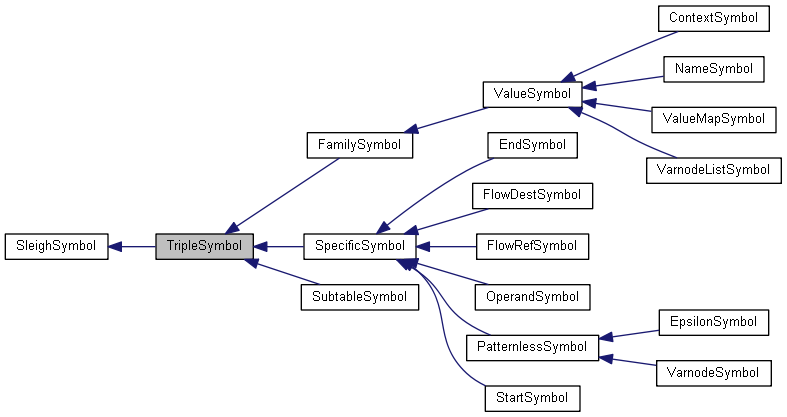 ContextSymbol
NameSymbol
ValueSymbol
ValueMapSymbol
FamilySymbol
EndSymbol
VarnodeListSymbol
FlowDestSymbol
SleighSymbol
TripleSymbol
SpecificSymbol
FlowRefSymbol
SubtableSymbol
OperandSymbol
EpsilonSymbol
PatternlessSymbol
VarnodeSymbol
StartSymbol